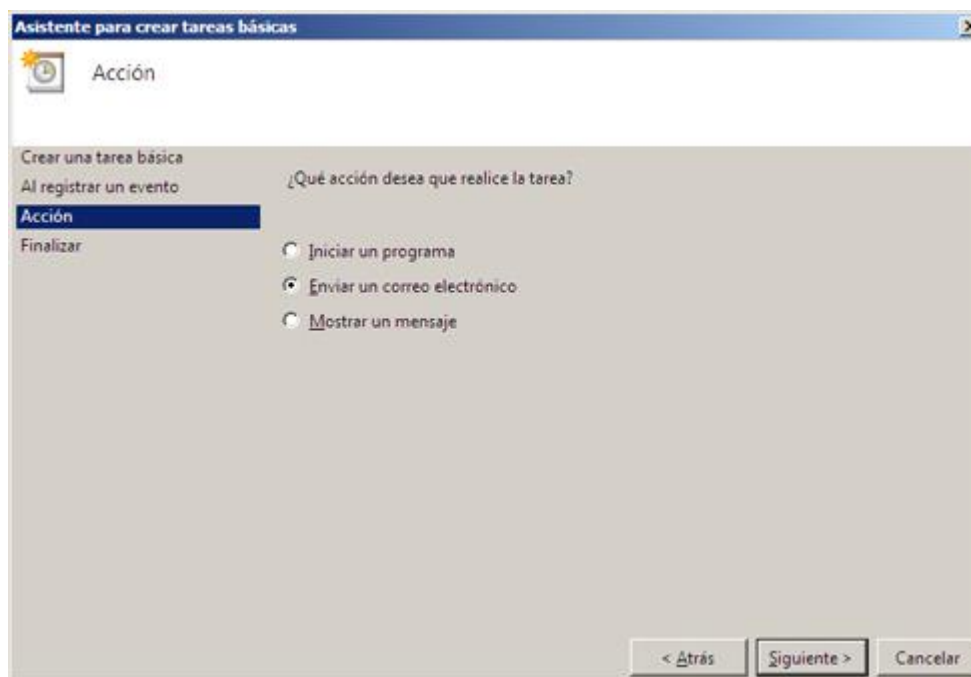 Asistente para crear tareas básicas
Acción
Crear una tarea básica
Al registrar un evento
Acción
Finalizar
¿Qué acción desea que realice la tarea?
Iniciar un programa
Enviar un correo electrónico
Mostrar un mensaje
< Atrás
Siguiente >
Cancelar